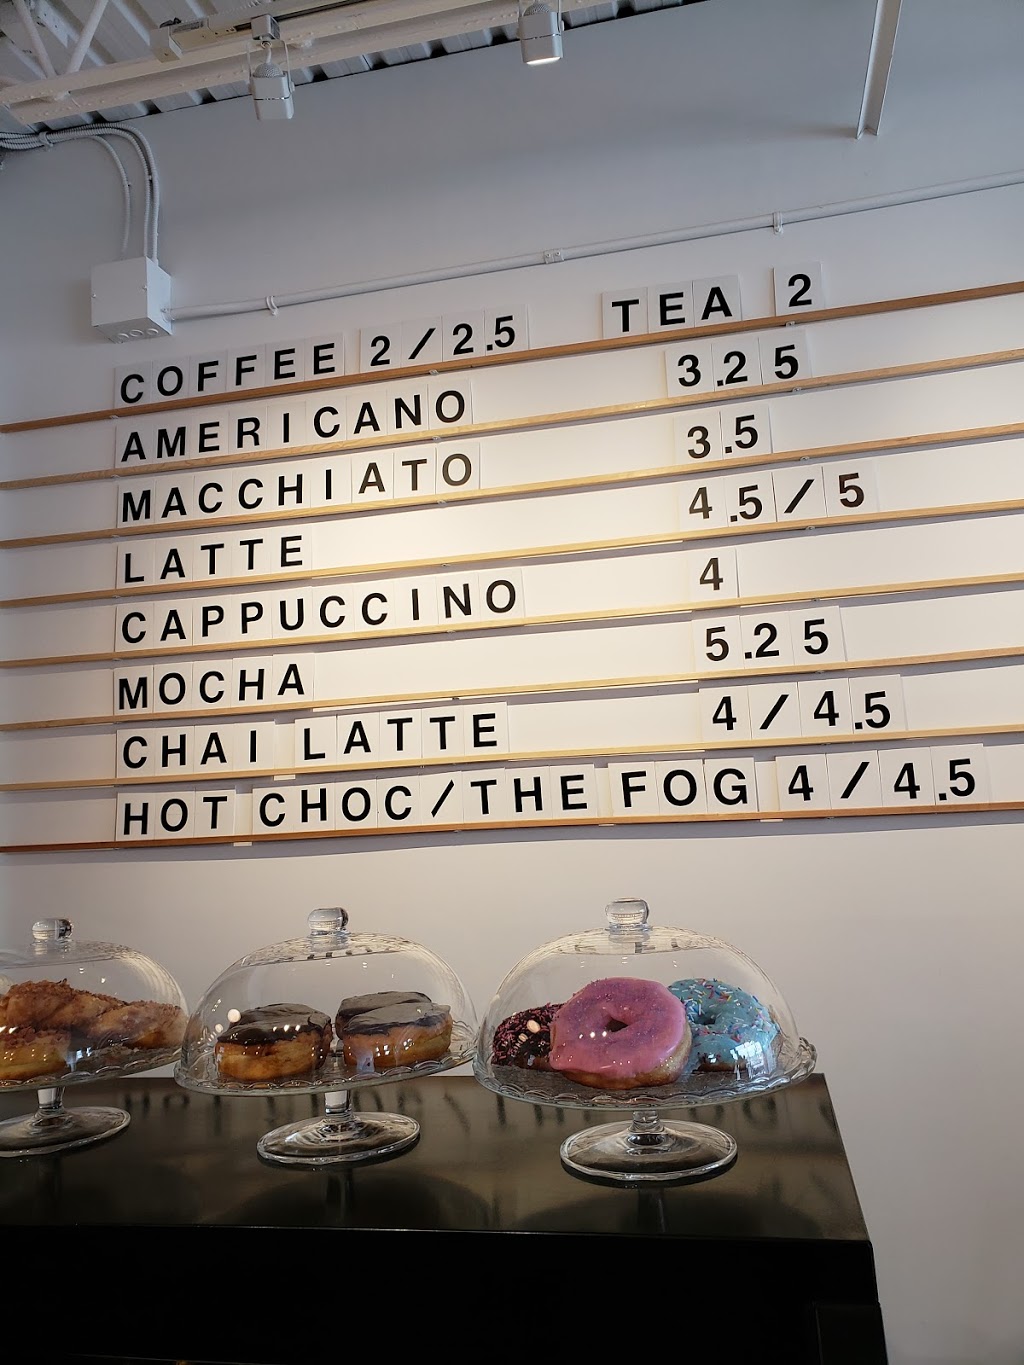 COFFEE 2/2.5 TEA 2
AMERICANO 3.25
MACCHIATO 3.5
LATTE 4.5/5
CAPPUCCINO 4
MOCHA 5.25
CHAI LATTE 4/4.5
HOT CHOC/THE FOG 4/4.5